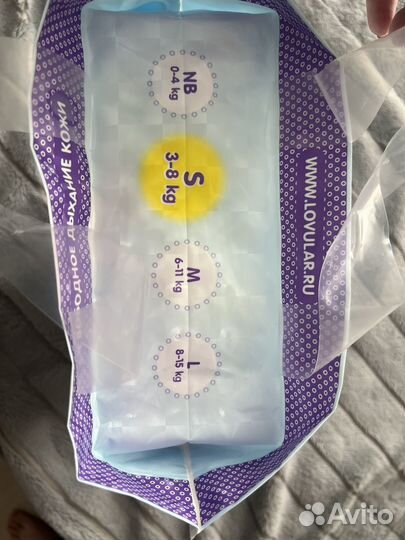 NB
0-4 kg
S
3-8 kg
M
6-11 kg
L
8-15 kg
WWW.LOVULAR.RU
ДЫХАНИЕ КОЖИ
Avito